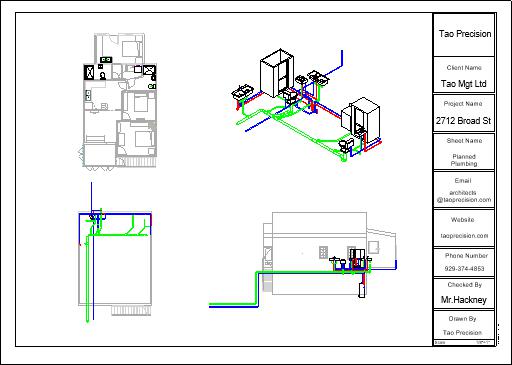 Tao Precision
Client Name
Tao Mgt Ltd
Project Name
2712 Broad St
Sheet Name
Planned
Plumbing
Email
architects
@taoprecision.com
Website
taoprecision.com
Phone Number
929-374-4853
Checked By
Mr.Hackney
Drawn By
Tao Precision
Scale